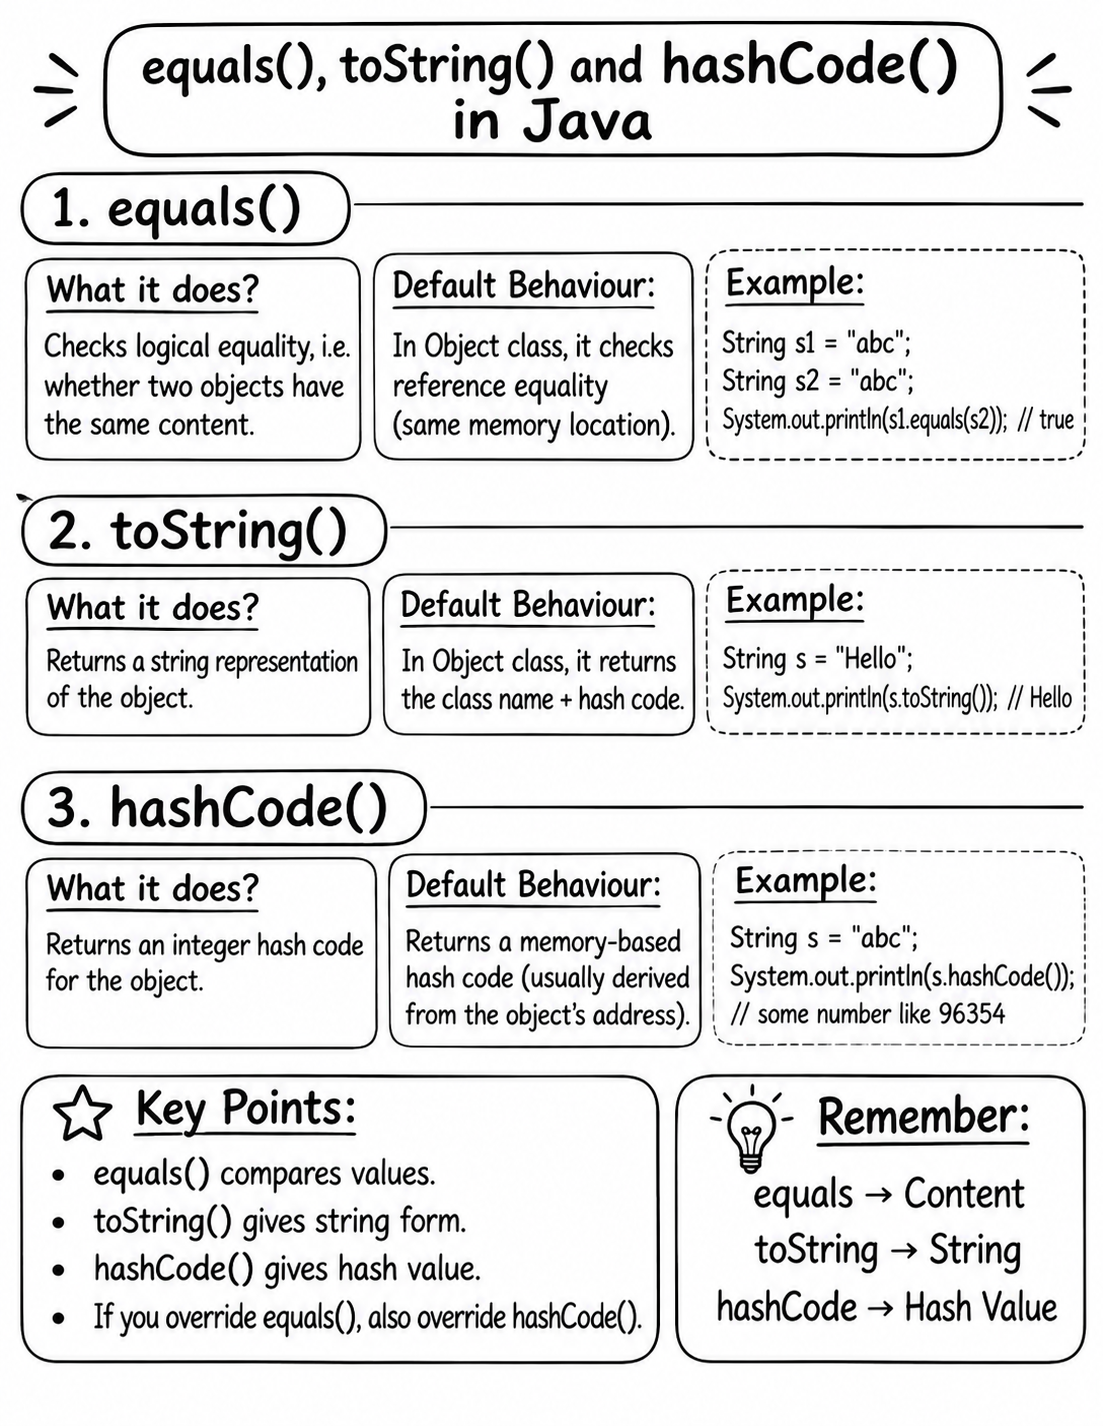 equals(), toString() and hashCode()
in Java
1. equals()
What it does?
Checks logical equality, i.e.
whether two objects have
the same content.
Default Behaviour:
In Object class, it checks
reference equality
(same memory location).
Example:
String s1 = "abc";
String s2 = "abc";
System.out.println(s1.equals(s2)); // true
2. toString()
What it does?
Returns a string representation
of the object.
Default Behaviour:
In Object class, it returns
the class name + hash code.
Example:
String s = "Hello";
System.out.println(s.toString()); // Hello
3. hashCode()
What it does?
Returns an integer hash code
for the object.
Default Behaviour:
Returns a memory-based
hash code (usually derived
from the object's address).
Example:
String s = "abc";
System.out.println(s.hashCode());
// some number like 96354
Key Points:
• equals() compares values.
• toString() gives string form.
• hashCode() gives hash value.
• If you override equals(), also override hashCode().
Remember:
equals → Content
toString → String
hashCode → Hash Value